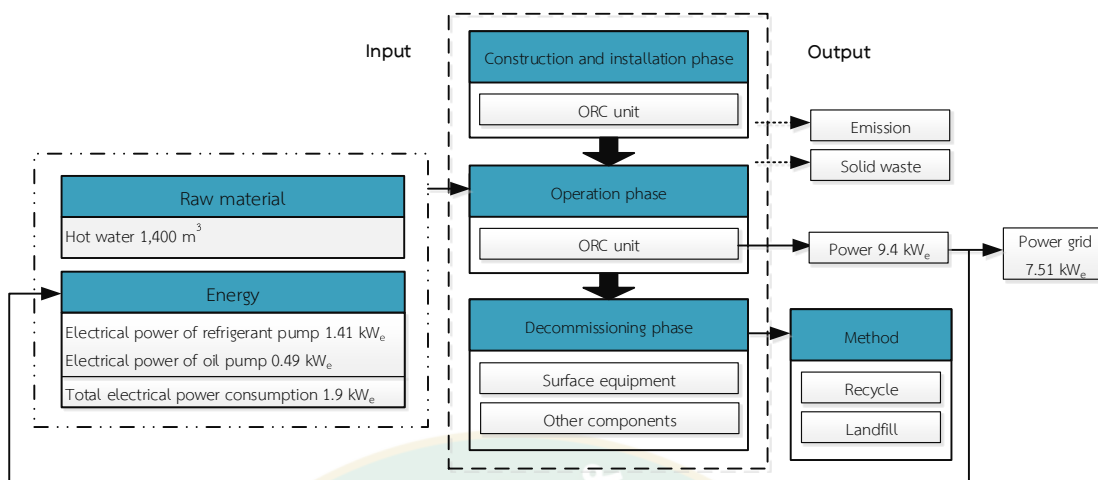 Input
Output
Construction and installation phase
ORC unit
Emission
Solid waste
Raw material
Hot water 1,400 m³
Energy
Electrical power of refrigerant pump 1.41 kWₑ
Electrical power of oil pump 0.49 kWₑ
Total electrical power consumption 1.9 kWₑ
Operation phase
ORC unit
Power 9.4 kWₑ
Power grid
7.51 kWₑ
Decommissioning phase
Surface equipment
Other components
Method
Recycle
Landfill